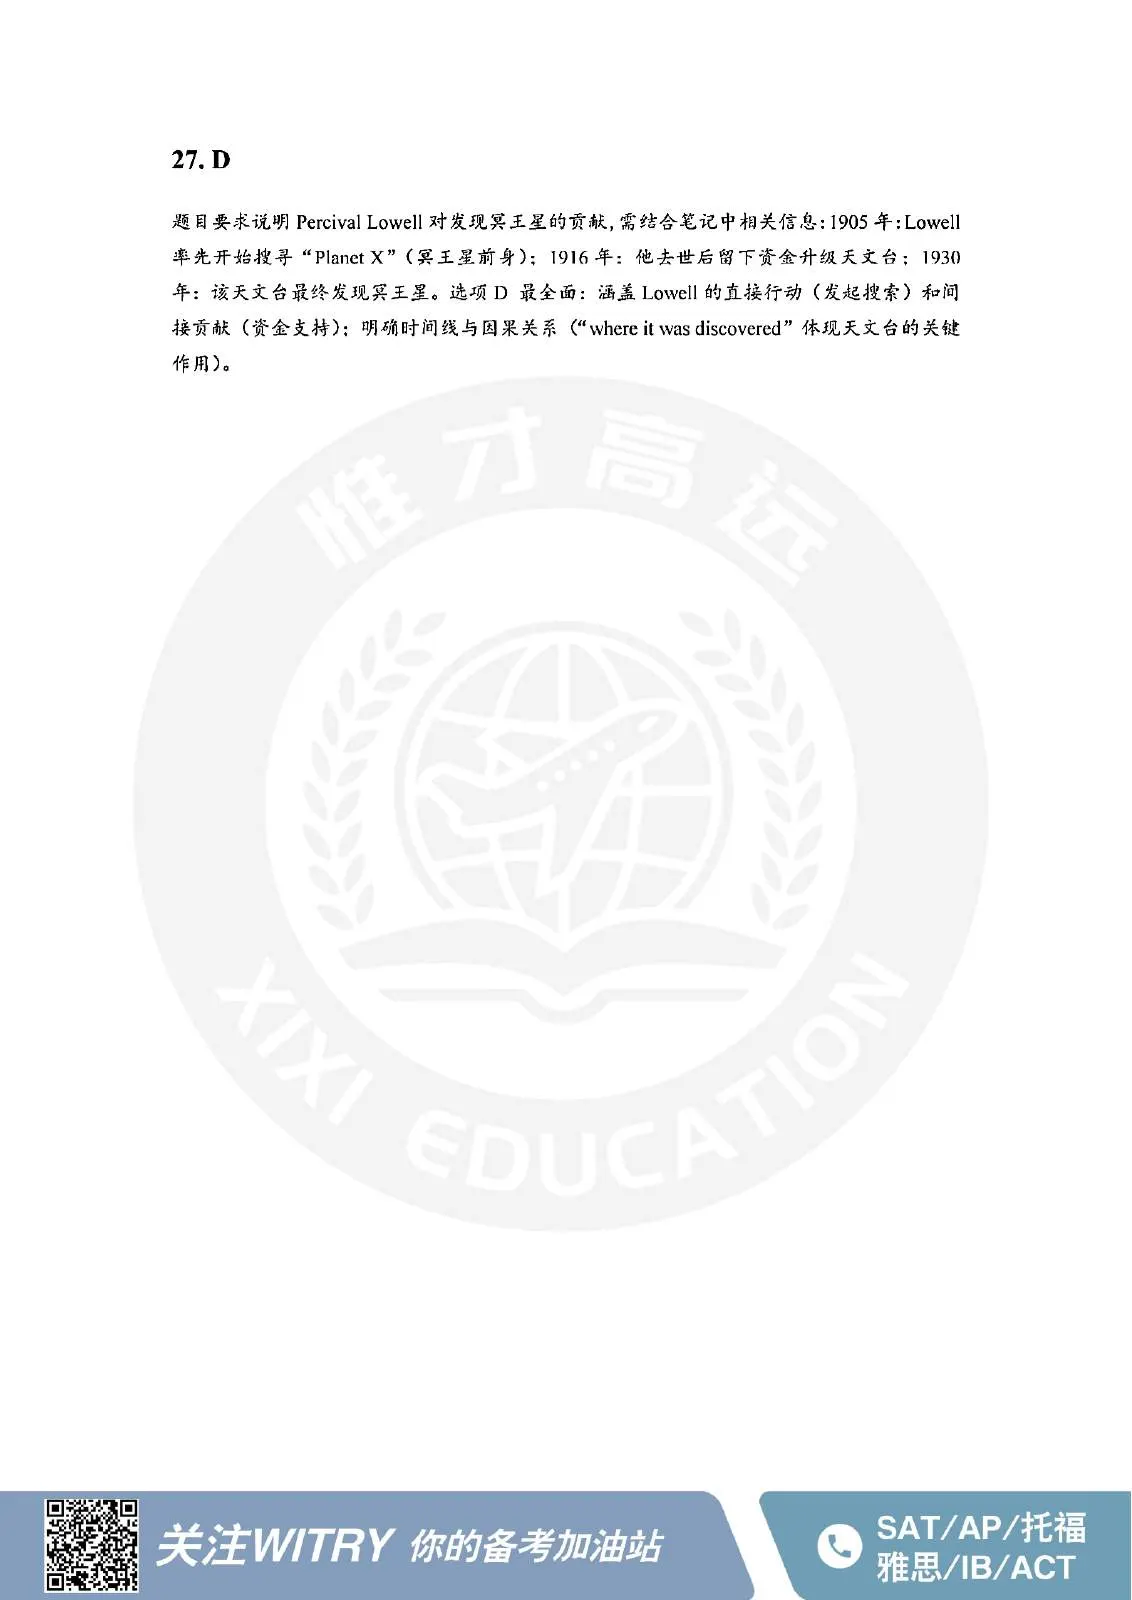 27. D
题目要求说明 Percival Lowell 对发现冥王星的贡献,需结合笔记中相关信息:1905 年:Lowell
率先开始搜寻“Planet X”(冥王星前身); 1916 年: 他去世后留下资金升级天文台; 1930
年: 该天文台最终发现冥王星。选项 D 最全面: 涵盖 Lowell 的直接行动(发起搜索)和间
接贡献(资金支持); 明确时间线与因果关系(“where it was discovered”体现天文台的关键
作用)。
惟才高远
XIXI EDUCATION
关注WITRY 你的备考加油站
SAT/AP/托福
雅思/IB/ACT